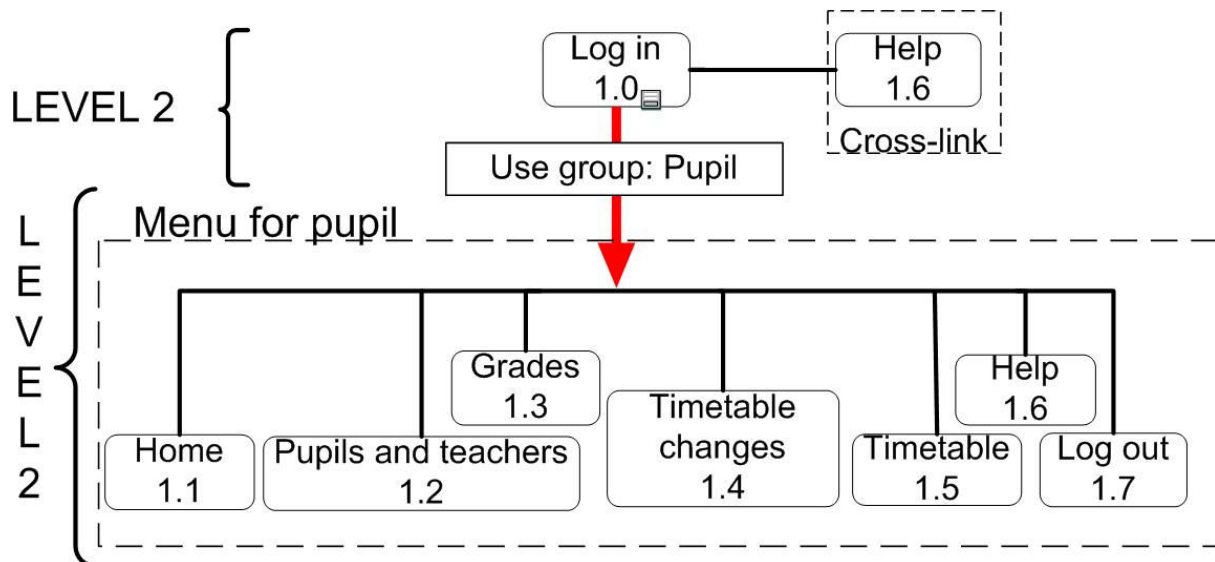 LEVEL 2
Log in
1.0
Help
1.6
Cross-link
Use group: Pupil
L
E
V
E
L
2
Menu for pupil
Home
1.1
Pupils and teachers
1.2
Grades
1.3
Timetable
changes
1.4
Timetable
1.5
Help
1.6
Log out
1.7